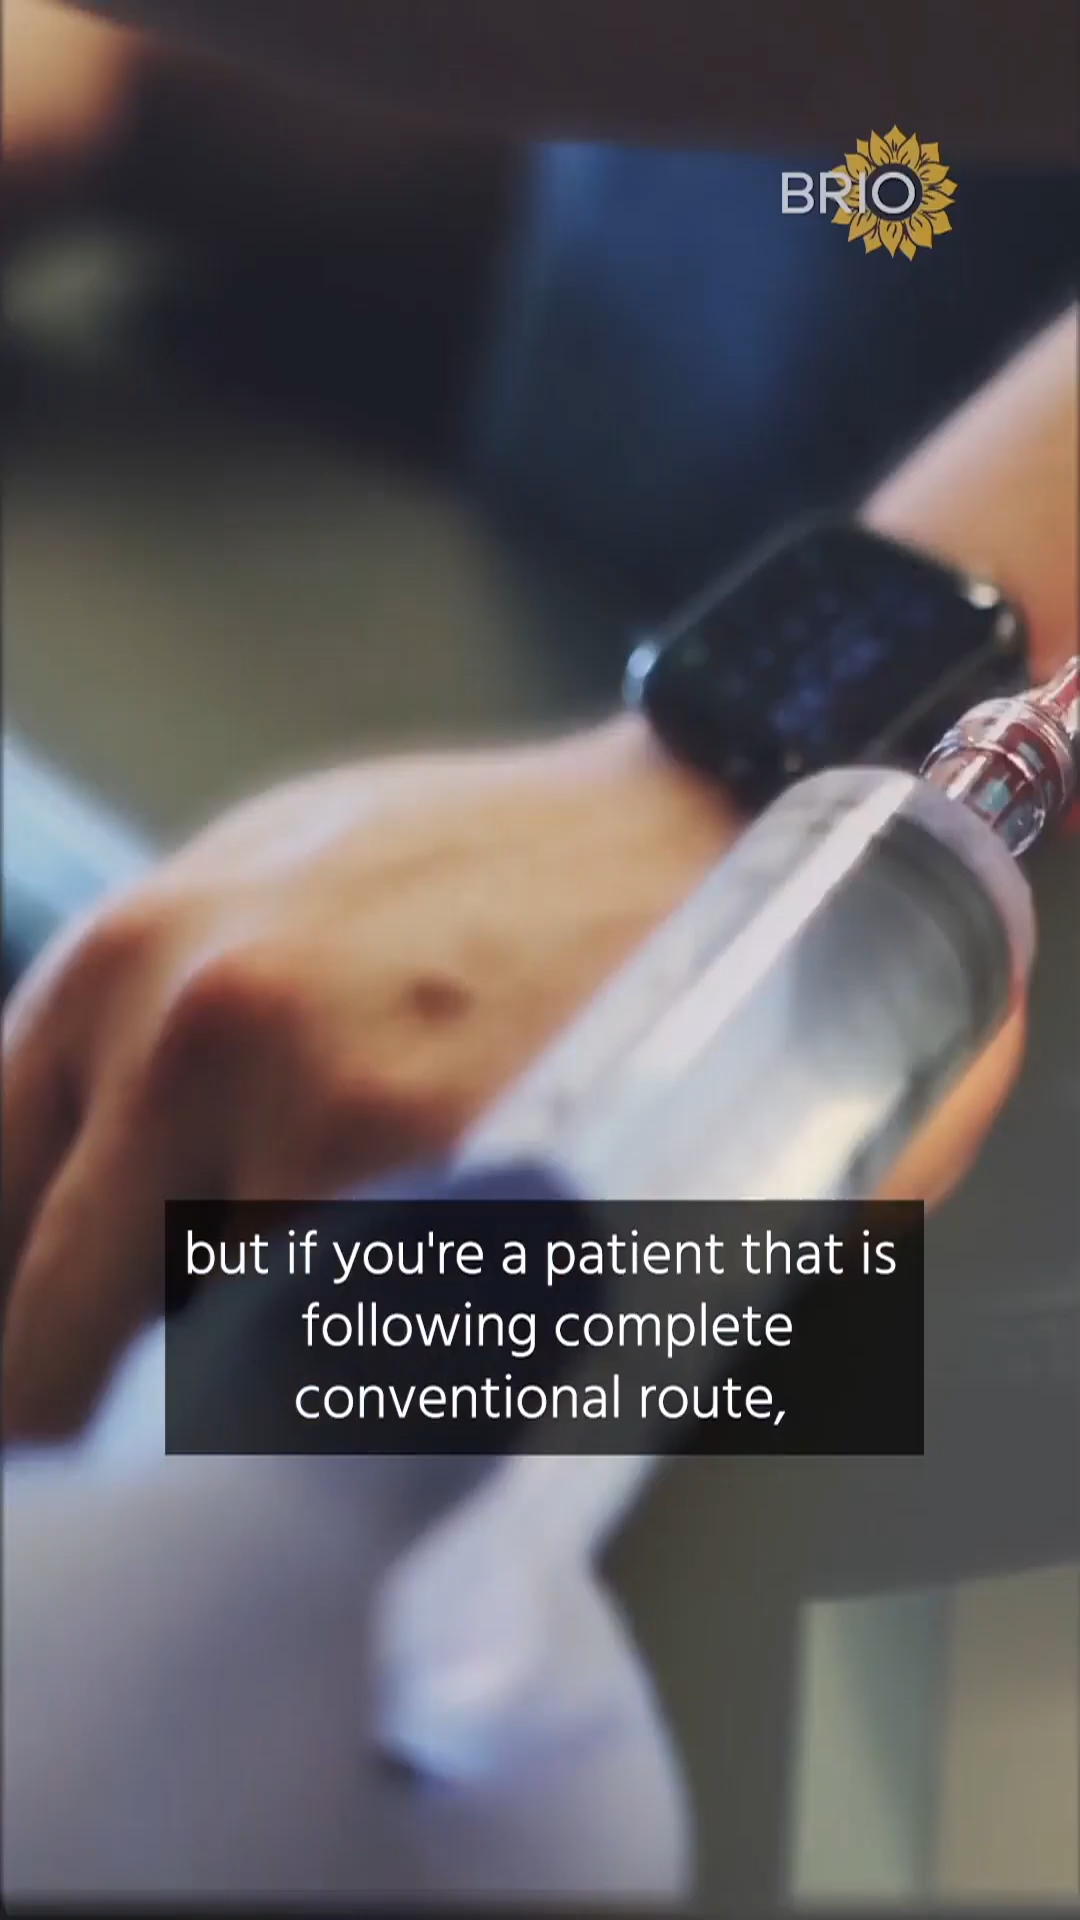 BRIO
but if you're a patient that is
following complete
conventional route,